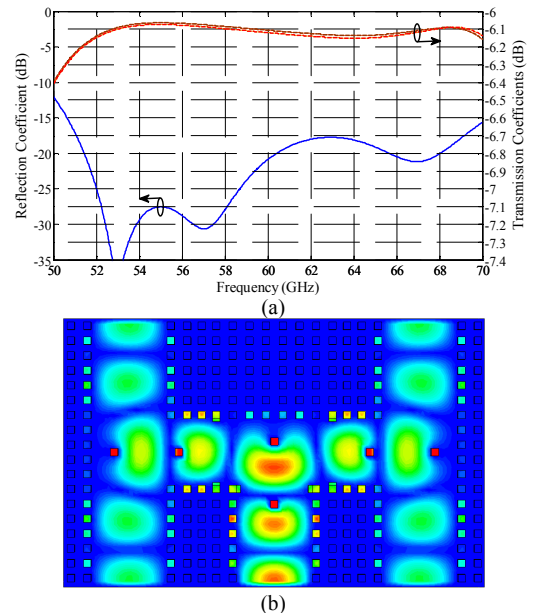 0 -6
-5 -6.1
-6.2
-10 -6.3
-6.4
-15 -6.5
-6.6
-6.7
-20 -6.8
-6.9
-25 -7
-7.1
-30 -7.2
-7.3
-35 -7.4
50 52 54 56 58 60 62 64 66 68 70
Reflection Coefficient (dB)
Transmission Coefficients (dB)
Frequency (GHz)
(a)
(b)